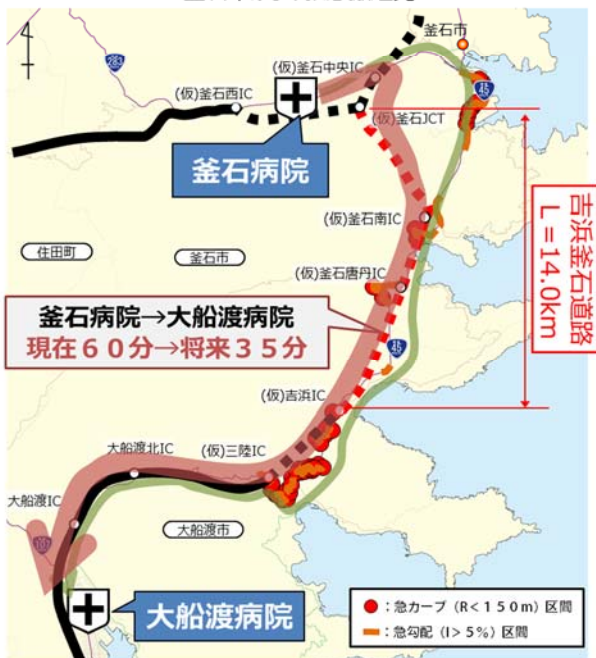 釜石市
283
(仮)釜石中央IC
45
(仮)釜石西IC
(仮)釜石JCT
釜石病院
(仮)釜石南IC
住田町
釜石市
(仮)釜石唐丹IC
吉浜釜石道路
L=14.0km
釜石病院→大船渡病院
現在60分→将来35分
45
(仮)吉浜IC
大船渡北IC
(仮)三陸IC
大船渡IC
大船渡市
107
大船渡病院
:急カーブ(R<150m)区間
:急勾配(I>5%)区間